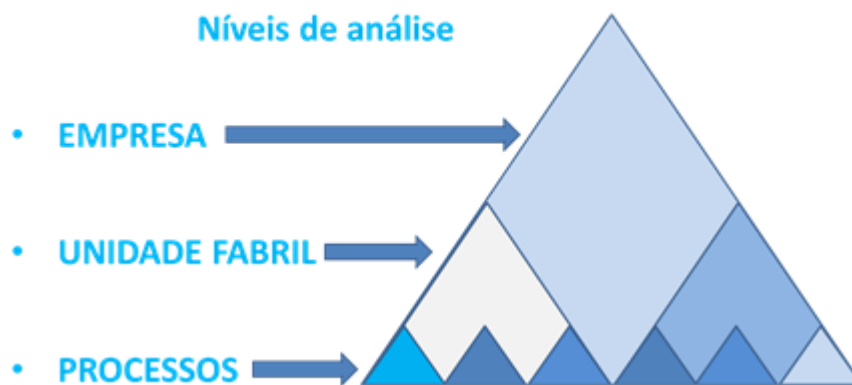 Níveis de análise
• EMPRESA
• UNIDADE FABRIL
• PROCESSOS